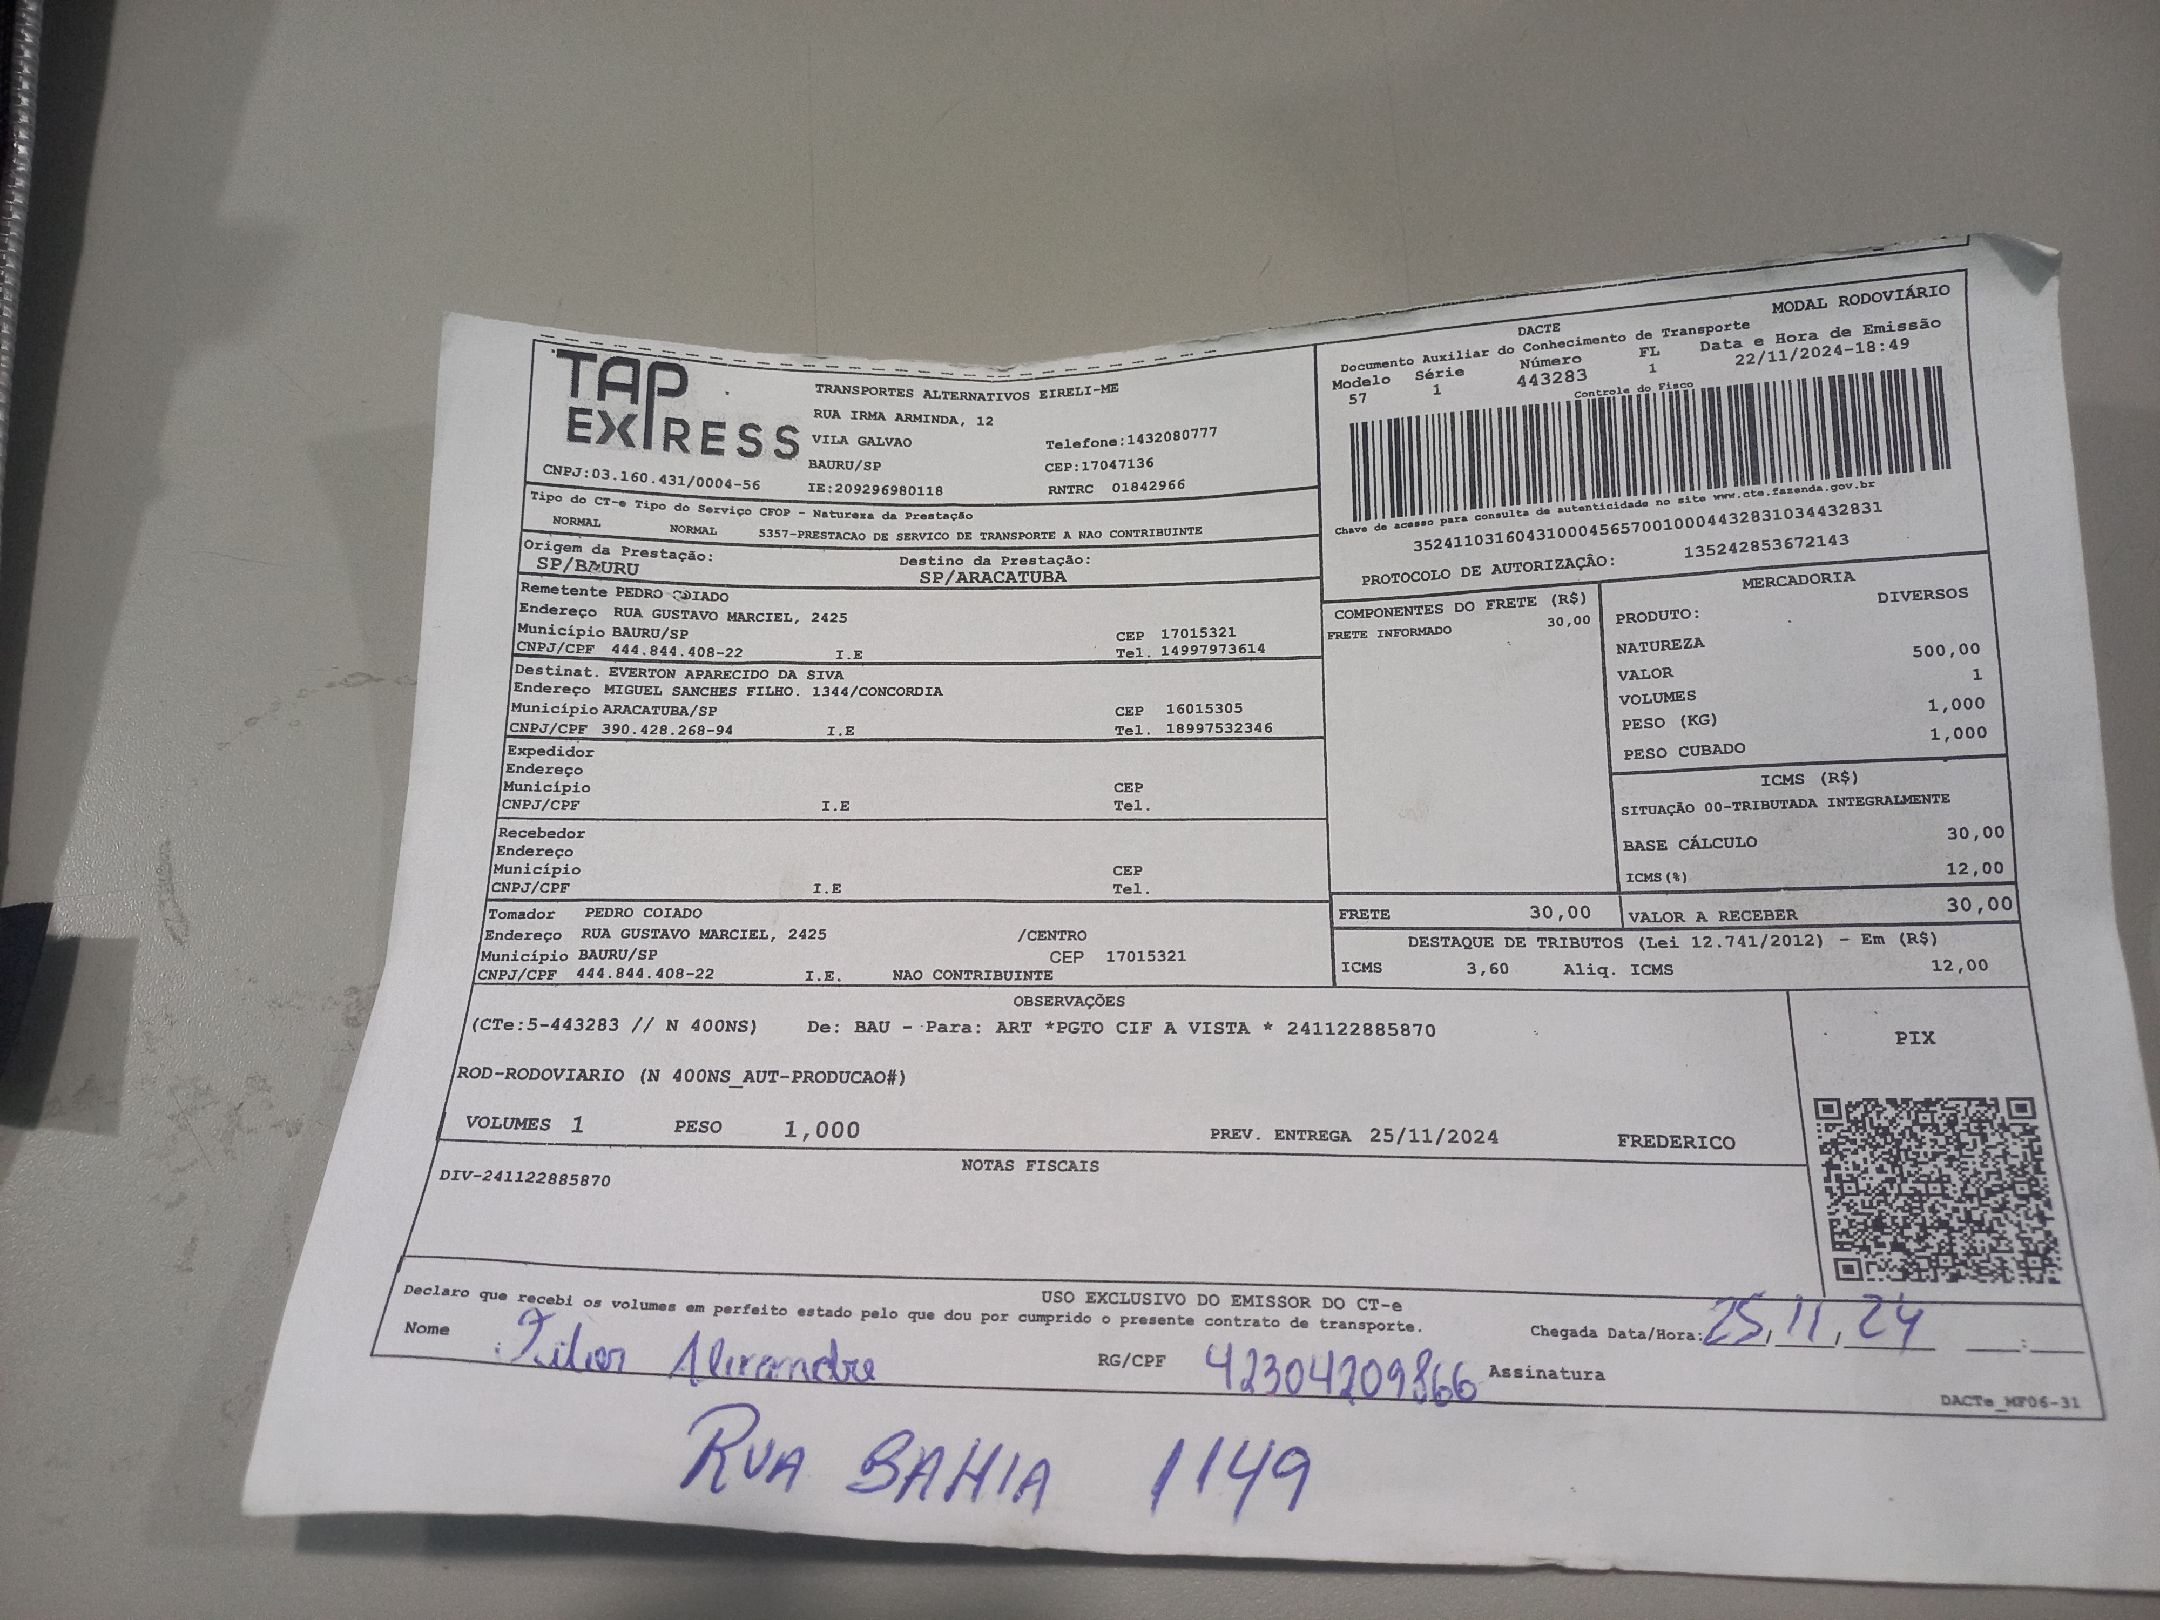 TAP
EXPRESS
TRANSPORTES ALTERNATIVOS EIRELI-ME
RUA IRMA ARMINDA, 12
VILA GALVAO Telefone:1432080777
BAURU/SP CEP:17047136
CNPJ:03.160.431/0004-56 IE:209296980118 RNTRC 01842966
DACTE MODAL RODOVIÁRIO
Documento Auxiliar do Conhecimento de Transporte
Modelo Série Número FL Data e Hora de Emissão
57 1 443283 1 22/11/2024-18:49
Controle do Fisco
Chave de acesso para consulta de autenticidade no site www.cte.fazenda.gov.br
35241103160431000456570010004432831034432831
PROTOCOLO DE AUTORIZAÇÃO: 135242853672143
Tipo do CT-e Tipo do Serviço CFOP - Natureza da Prestação
NORMAL NORMAL 5357-PRESTACAO DE SERVICO DE TRANSPORTE A NAO CONTRIBUINTE
Origem da Prestação: Destino da Prestação:
SP/BAURU SP/ARACATUBA
Remetente PEDRO COIADO
Endereço RUA GUSTAVO MARCIEL, 2425
Município BAURU/SP CEP 17015321
CNPJ/CPF 444.844.408-22 I.E Tel. 14997973614
Destinat. EVERTON APARECIDO DA SIVA
Endereço MIGUEL SANCHES FILHO. 1344/CONCORDIA
Município ARACATUBA/SP CEP 16015305
CNPJ/CPF 390.428.268-94 I.E Tel. 18997532346
Expedidor
Endereço
Município CEP
CNPJ/CPF I.E Tel.
Recebedor
Endereço
Município CEP
CNPJ/CPF I.E Tel.
Tomador PEDRO COIADO
Endereço RUA GUSTAVO MARCIEL, 2425 /CENTRO
Município BAURU/SP CEP 17015321
CNPJ/CPF 444.844.408-22 I.E. NAO CONTRIBUINTE
COMPONENTES DO FRETE (R$)
FRETE INFORMADO 30,00
MERCADORIA
PRODUTO: DIVERSOS
NATUREZA
VALOR 500,00
VOLUMES 1
PESO (KG) 1,000
PESO CUBADO 1,000
ICMS (R$)
SITUAÇÃO 00-TRIBUTADA INTEGRALMENTE
BASE CÁLCULO 30,00
ICMS(%) 12,00
FRETE 30,00 VALOR A RECEBER 30,00
DESTAQUE DE TRIBUTOS (Lei 12.741/2012) - Em (R$)
ICMS 3,60 Aliq. ICMS 12,00
OBSERVAÇÕES
(CTe:5-443283 // N 400NS) De: BAU - Para: ART *PGTO CIF A VISTA * 241122885870
ROD-RODOVIARIO (N 400NS_AUT-PRODUCAO#)
VOLUMES 1 PESO 1,000 PREV. ENTREGA 25/11/2024 FREDERICO
PIX
NOTAS FISCAIS
DIV-241122885870
USO EXCLUSIVO DO EMISSOR DO CT-e
Declaro que recebi os volumes em perfeito estado pelo que dou por cumprido o presente contrato de transporte.
Chegada Data/Hora: 25/11/24 __:__
Nome Alexandre RG/CPF 42304209866 Assinatura
DACTe_MF06-31
RUA BAHIA 1149